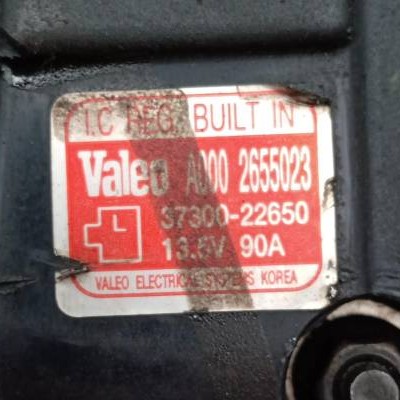 I.C REG. BUILT IN
Valeo A000 2655023
37300-22650
13.5V 90A
VALEO ELECTRICAL SYSTEMS KOREA